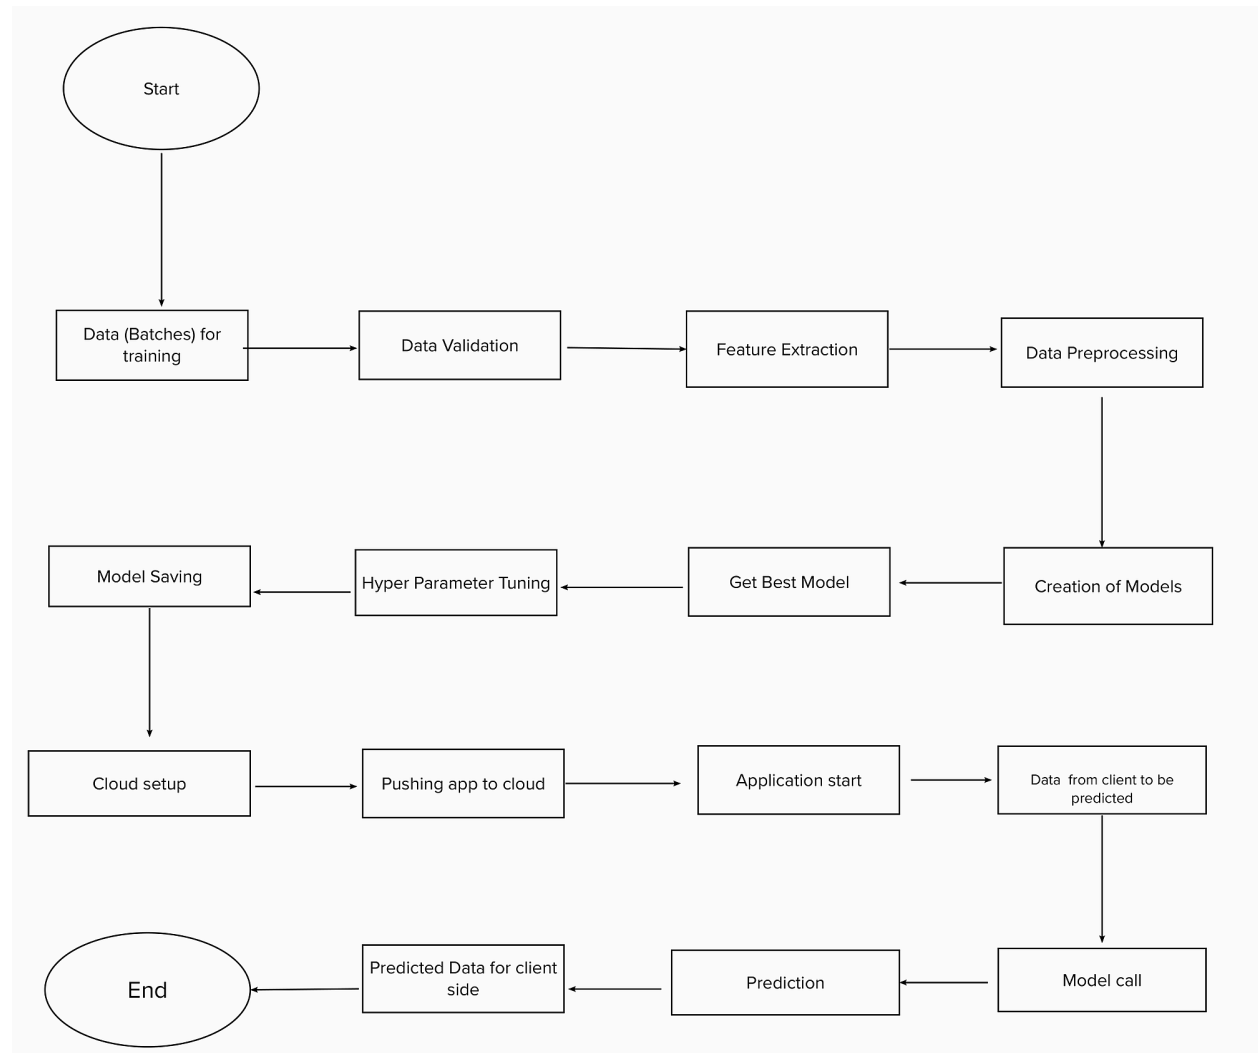 Start
Data (Batches) for
training
Data Validation
Feature Extraction
Data Preprocessing
Creation of Models
Get Best Model
Hyper Parameter Tuning
Model Saving
Cloud setup
Pushing app to cloud
Application start
Data  from client to be
predicted
Model call
Prediction
Predicted Data for client
side
End